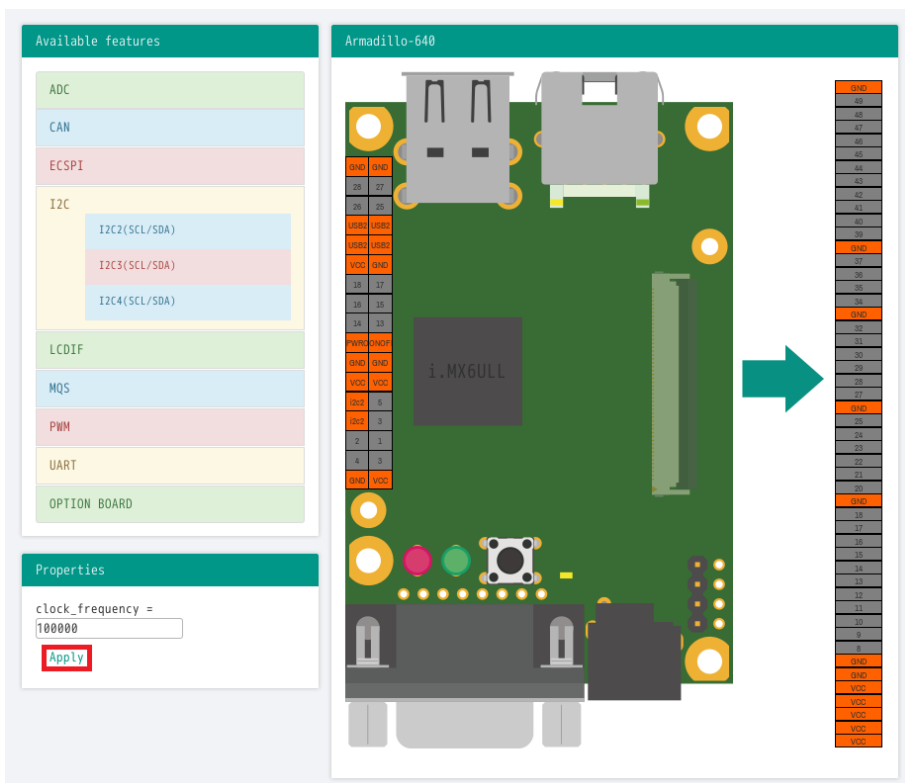 Available features
ADC
CAN
ECSPI
I2C
I2C2(SCL/SDA)
I2C3(SCL/SDA)
I2C4(SCL/SDA)
LCDIF
MQS
PWM
UART
OPTION BOARD
Properties
clock_frequency =
100000
Apply
Armadillo-640
GND GND
28 27
26 25
USB2 USB2
USB2 USB2
VCC GND
18 17
16 15
14 13
PWRO ONOFF
GND GND
VCC VCC
i2c2 5
i2c2 3
2 1
4 3
GND VCC
i.MX6ULL
GND
49
48
47
46
45
44
43
42
41
40
39
GND
37
36
35
34
GND
32
31
30
29
28
27
GND
25
24
23
22
21
20
GND
18
17
16
15
14
13
12
11
10
9
8
GND
GND
VCC
VCC
VCC
VCC
VCC